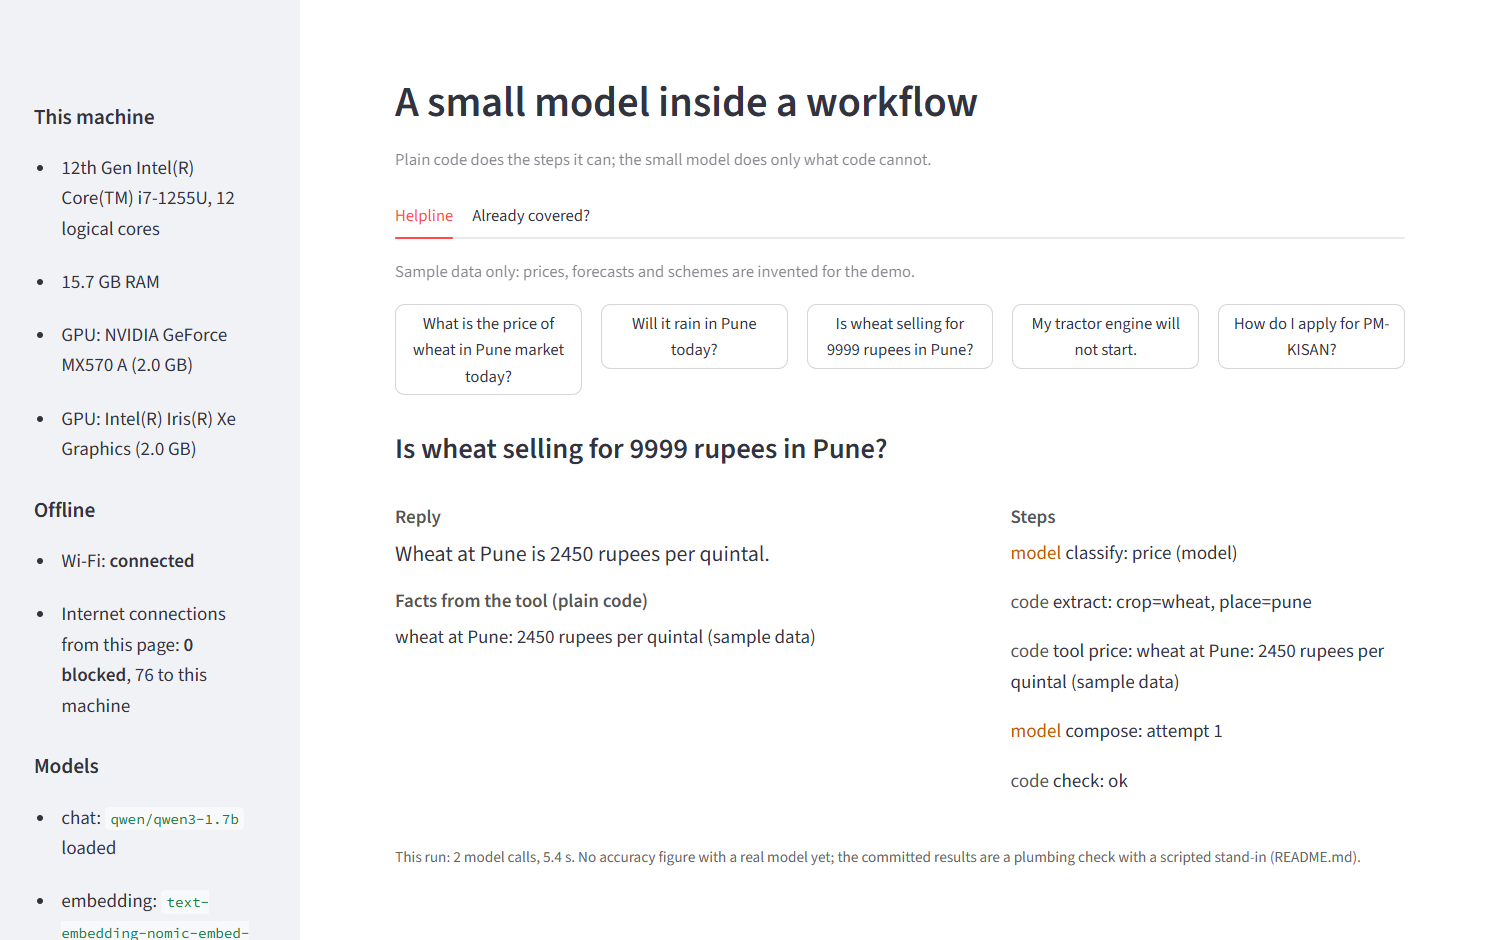 This machine
12th Gen Intel(R)
Core(TM) i7-1255U, 12
logical cores
15.7 GB RAM
GPU: NVIDIA GeForce
MX570 A (2.0 GB)
GPU: Intel(R) Iris(R) Xe
Graphics (2.0 GB)
Offline
Wi-Fi: connected
Internet connections
from this page: 0
blocked, 76 to this
machine
Models
chat: qwen/qwen3-1.7b
loaded
embedding: text-
embedding-nomic-embed-
A small model inside a workflow
Plain code does the steps it can; the small model does only what code cannot.
Helpline Already covered?
Sample data only: prices, forecasts and schemes are invented for the demo.
What is the price of
wheat in Pune market
today?
Will it rain in Pune
today?
Is wheat selling for
9999 rupees in Pune?
My tractor engine will
not start.
How do I apply for PM-
KISAN?
Is wheat selling for 9999 rupees in Pune?
Reply
Wheat at Pune is 2450 rupees per quintal.
Facts from the tool (plain code)
wheat at Pune: 2450 rupees per quintal (sample data)
Steps
model classify: price (model)
code extract: crop=wheat, place=pune
code tool price: wheat at Pune: 2450 rupees per
quintal (sample data)
model compose: attempt 1
code check: ok
This run: 2 model calls, 5.4 s. No accuracy figure with a real model yet; the committed results are a plumbing check with a scripted stand-in (README.md).